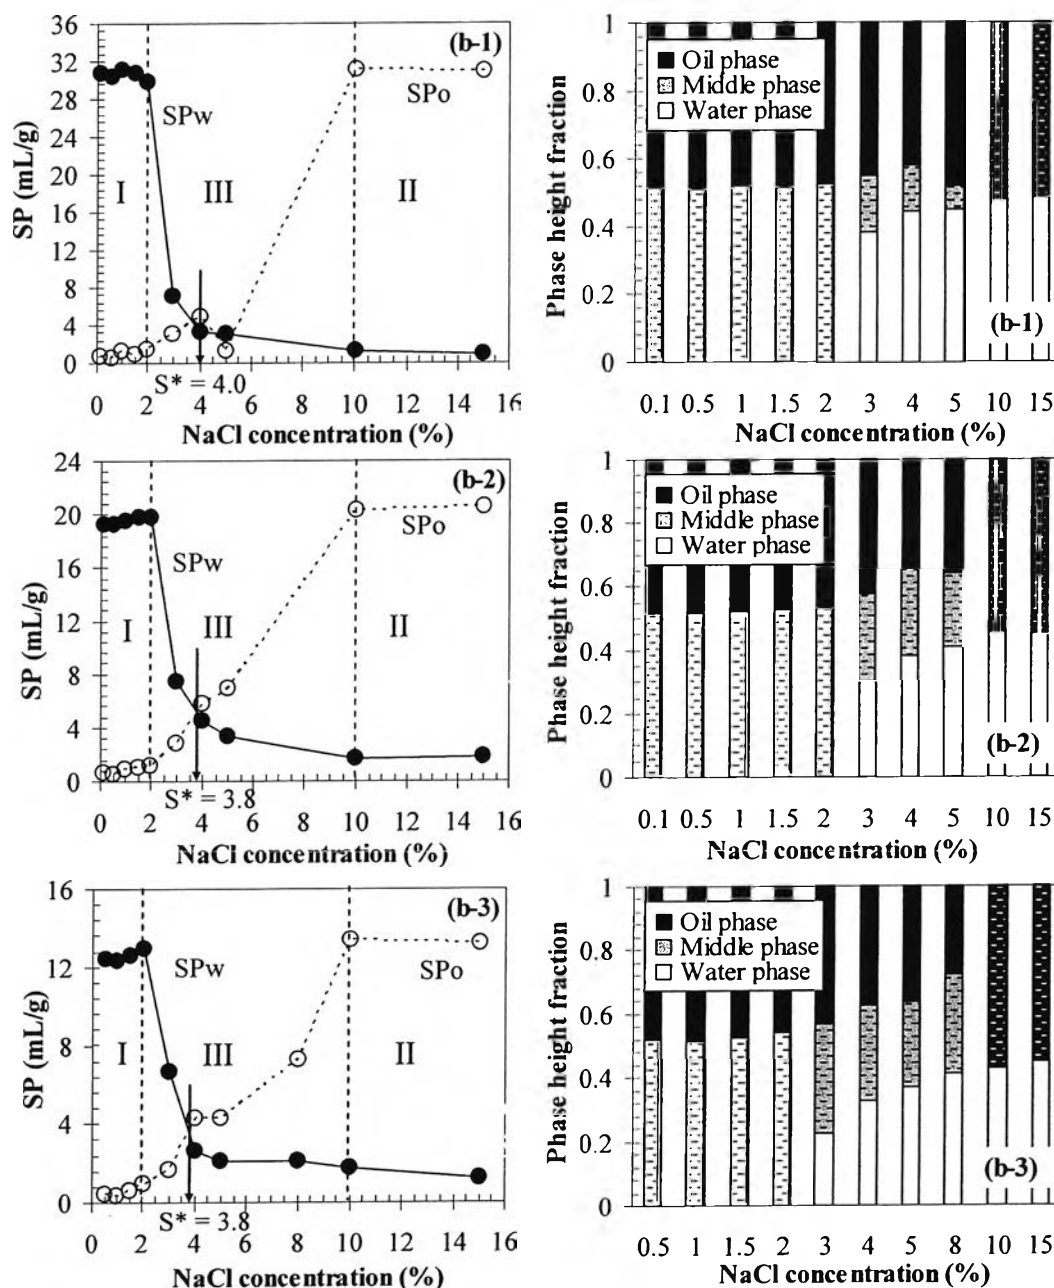 36
32
28
24
20
16
12
8
4
0
SP (mL/g)
(b-1)
SPw
SPo
I
III
II
S* = 4.0
0 2 4 6 8 10 12 14 16
NaCl concentration (%)
1
0.8
0.6
0.4
0.2
0
Phase height fraction
Oil phase
Middle phase
Water phase
(b-1)
0.1 0.5 1 1.5 2 3 4 5 10 15
NaCl concentration (%)
24
20
16
12
8
4
0
SP (mL/g)
(b-2)
SPw
SPo
I
III
II
S* = 3.8
0 2 4 6 8 10 12 14 16
NaCl concentration (%)
1
0.8
0.6
0.4
0.2
0
Phase height fraction
Oil phase
Middle phase
Water phase
(b-2)
0.1 0.5 1 1.5 2 3 4 5 10 15
NaCl concentration (%)
16
12
8
4
0
SP (mL/g)
(b-3)
SPw
SPo
I
III
II
S* = 3.8
0 2 4 6 8 10 12 14 16
NaCl concentration (%)
1
0.8
0.6
0.4
0.2
0
Phase height fraction
Oil phase
Middle phase
Water phase
(b-3)
0.5 1 1.5 2 3 4 5 8 10 15
NaCl concentration (%)